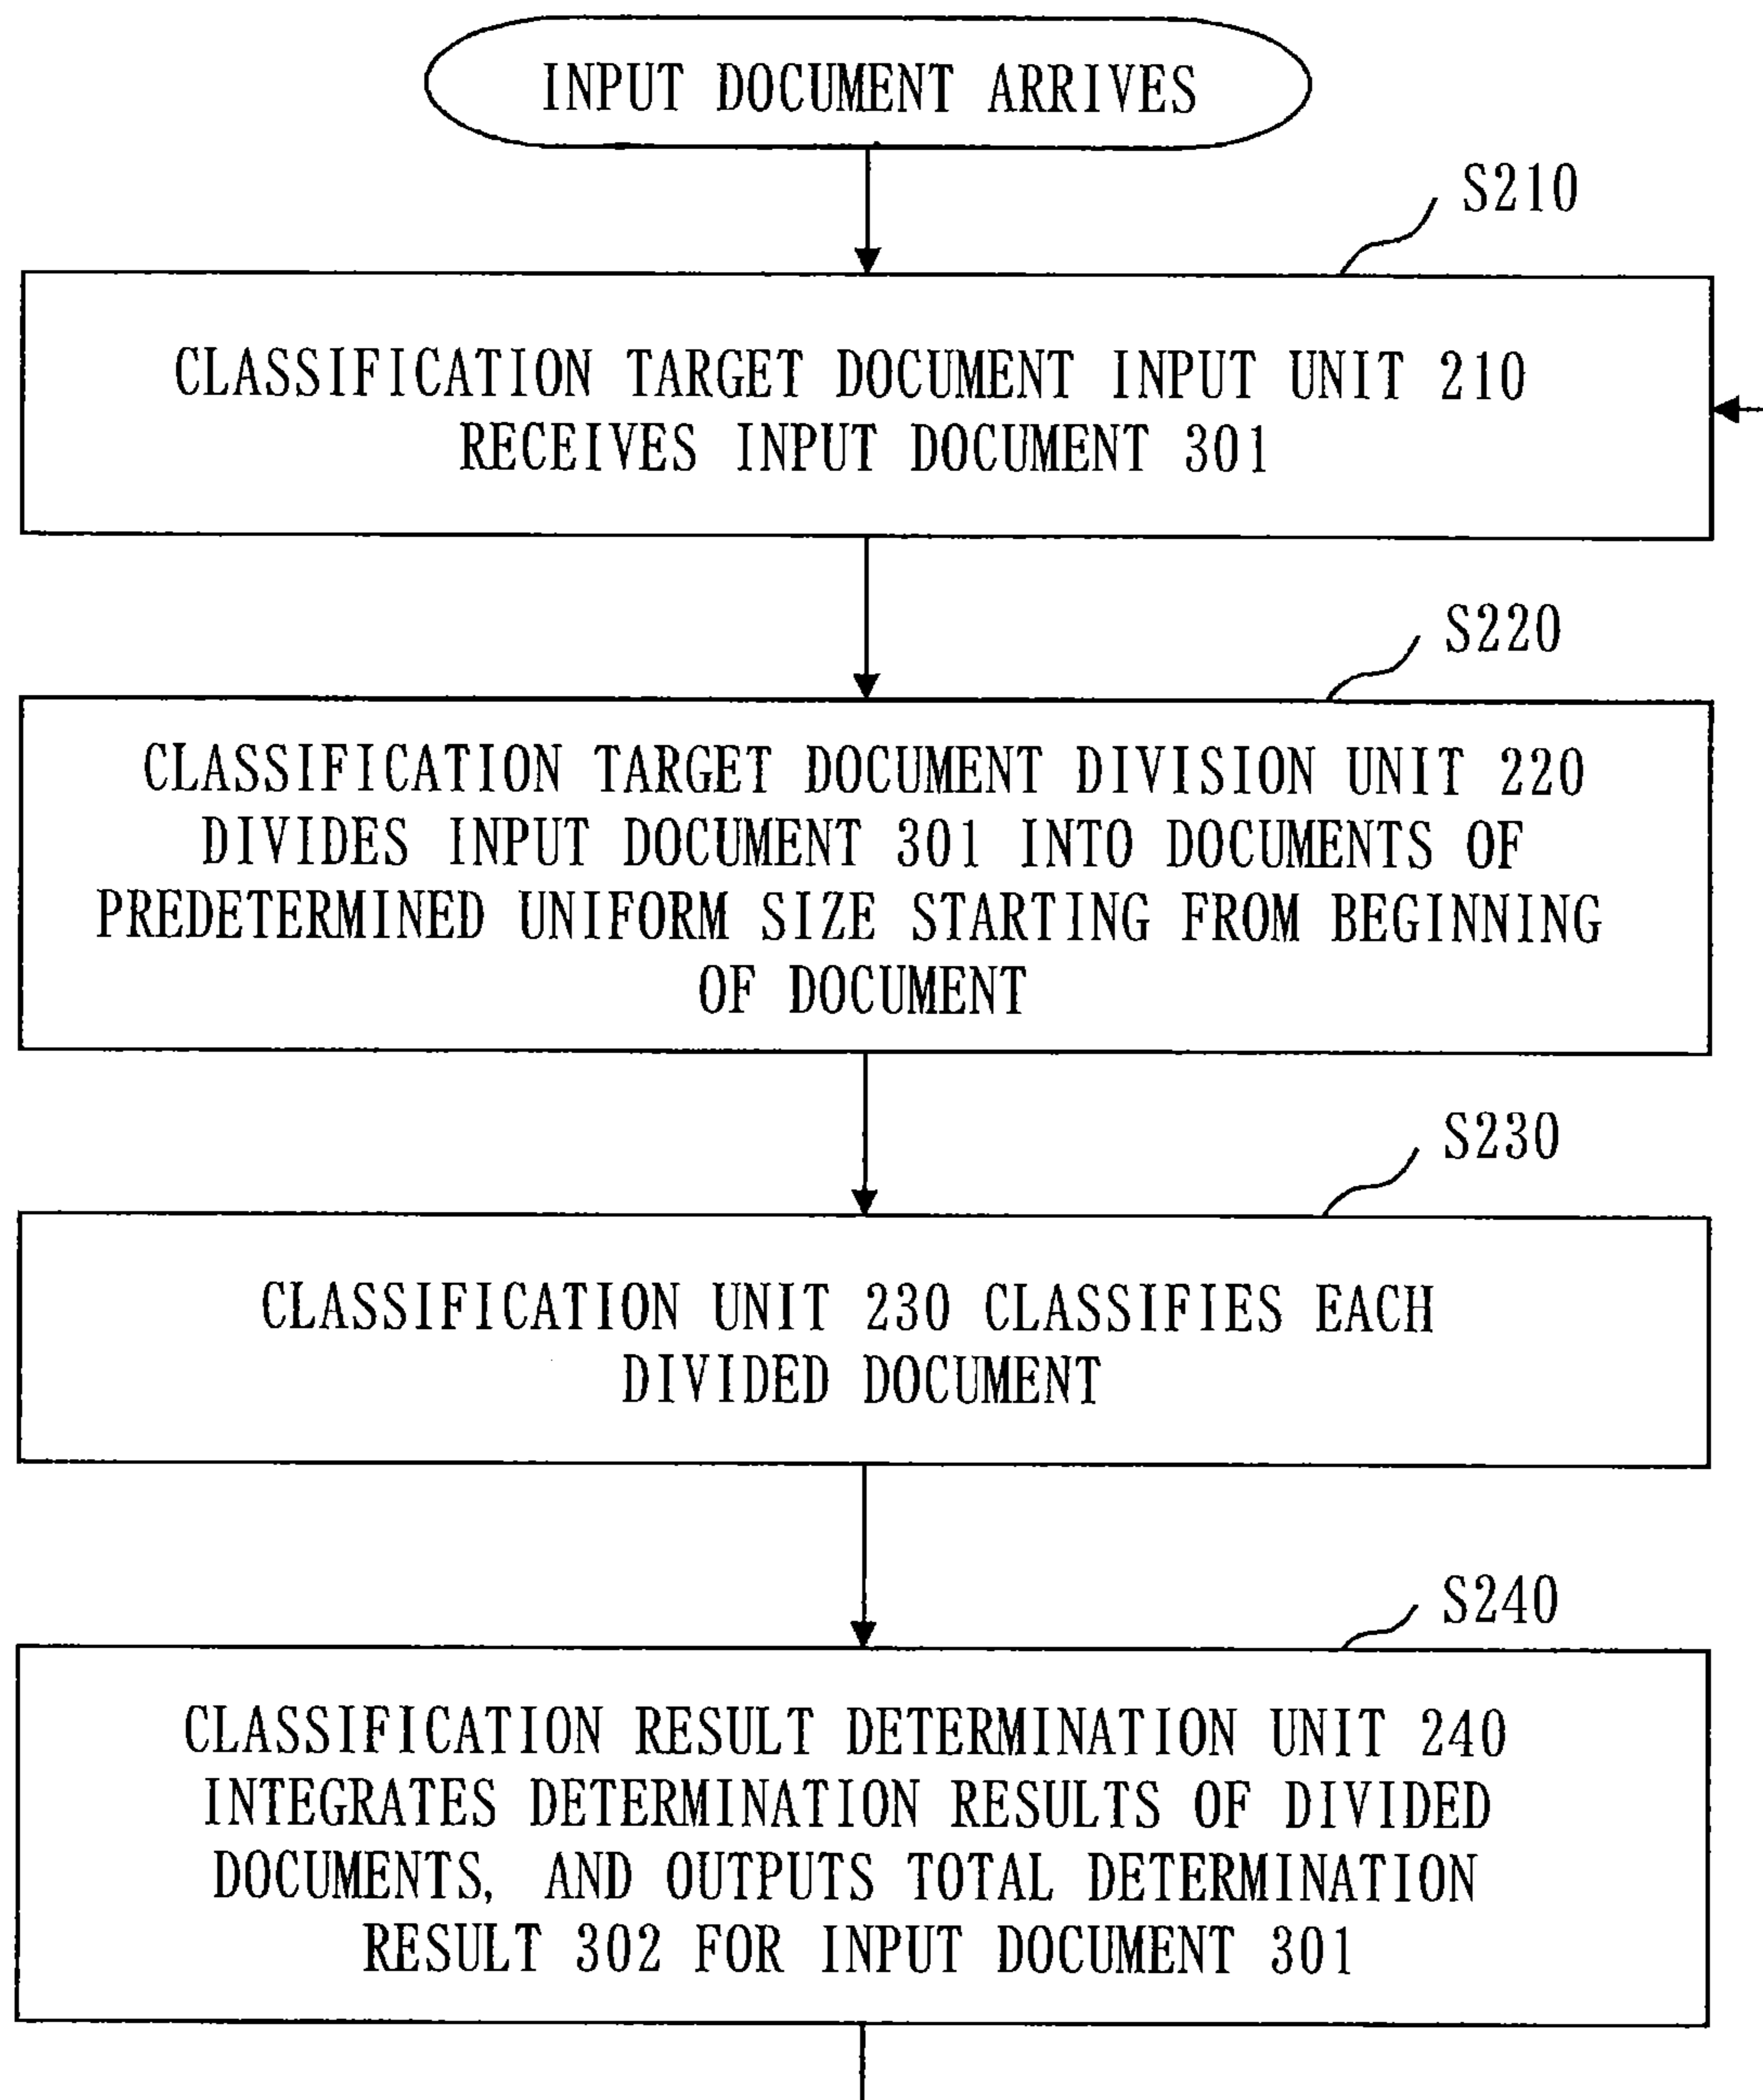 INPUT DOCUMENT ARRIVES
S210
CLASSIFICATION TARGET DOCUMENT INPUT UNIT 210
RECEIVES INPUT DOCUMENT 301
S220
CLASSIFICATION TARGET DOCUMENT DIVISION UNIT 220
DIVIDES INPUT DOCUMENT 301 INTO DOCUMENTS OF
PREDETERMINED UNIFORM SIZE STARTING FROM BEGINNING
OF DOCUMENT
S230
CLASSIFICATION UNIT 230 CLASSIFIES EACH
DIVIDED DOCUMENT
S240
CLASSIFICATION RESULT DETERMINATION UNIT 240
INTEGRATES DETERMINATION RESULTS OF DIVIDED
DOCUMENTS, AND OUTPUTS TOTAL DETERMINATION
RESULT 302 FOR INPUT DOCUMENT 301